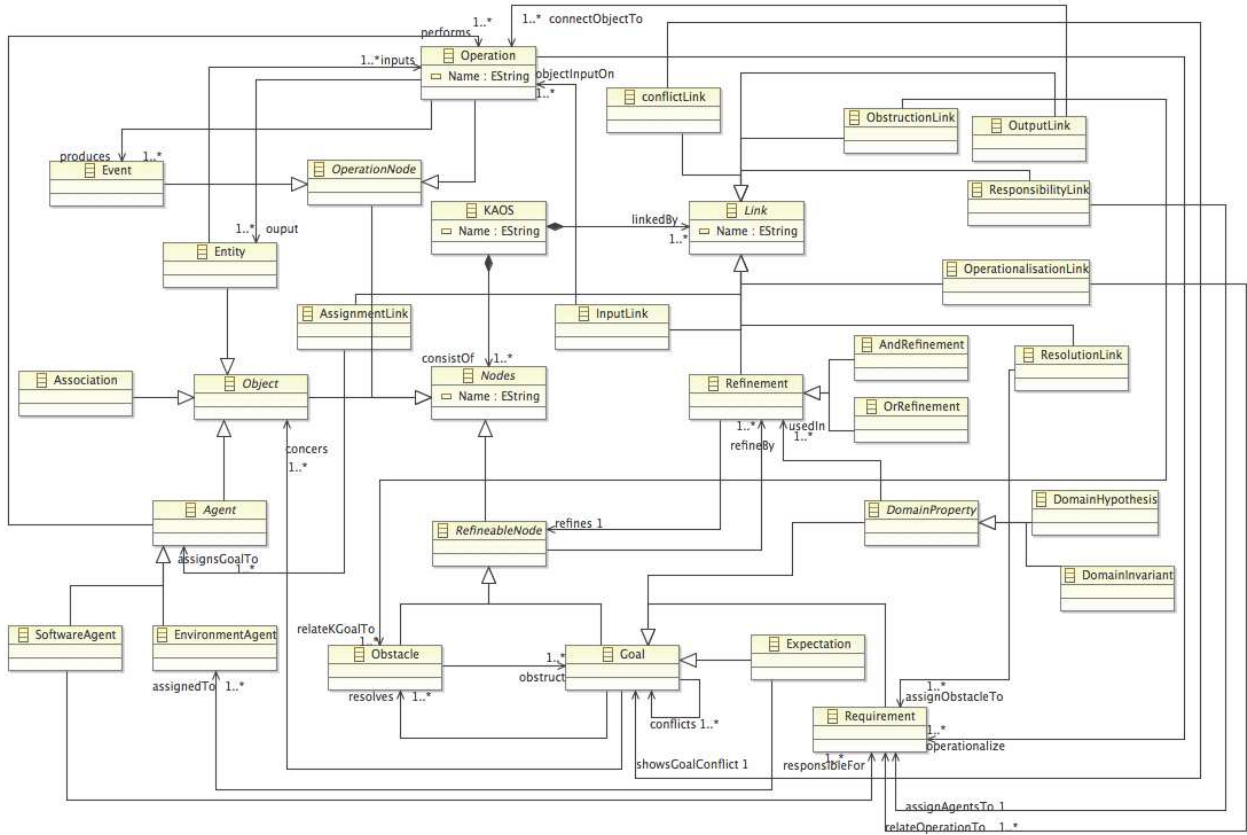 1..*
performs
1..* connectObjectTo
Operation
Name : EString
1..*inputs
objectInputOn
1..*
conflictLink
ObstructionLink
OutputLink
produces 1..*
Event
OperationNode
ResponsibilityLink
KAOS
Name : EString
linkedBy
1..*
Link
Name : EString
1..* ouput
Entity
OperationalisationLink
AssignmentLink
InputLink
AndRefinement
ResolutionLink
consistOf 1..*
Association
Object
Nodes
Name : EString
Refinement
OrRefinement
1..* usedIn
refineBy 1..*
concers
1..*
Agent
RefineableNode
refines 1
DomainProperty
DomainHypothesis
assignsGoalTo
1..*
DomainInvariant
SoftwareAgent
EnvironmentAgent
relateKGoalTo
1..*
Obstacle
1..*
obstruct
Goal
Expectation
assignedTo 1..*
resolves 1..*
conflicts 1..*
1..*
assignObstacleTo
Requirement
1..*
operationalize
showsGoalConflict 1
1..*
responsibleFor
assignAgentsTo 1
relateOperationTo 1..*